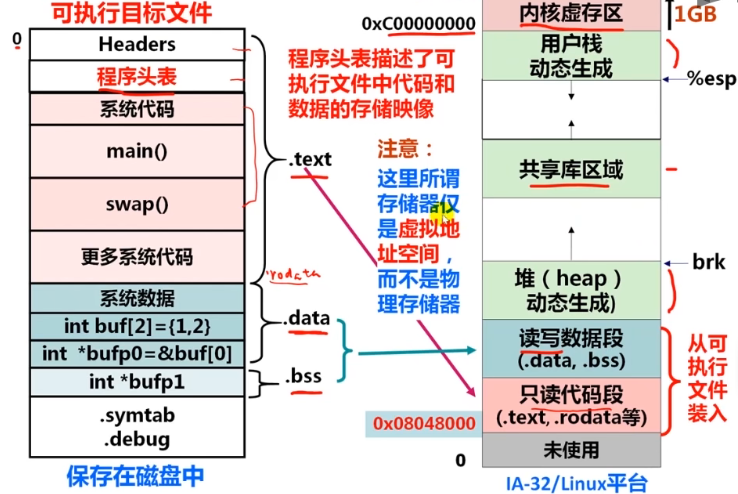 可执行目标文件
0
Headers
程序头表
系统代码
main()
swap()
更多系统代码
系统数据
int buf[2]={1,2}
int *bufp0=&buf[0]
int *bufp1
.symtab
.debug
保存在磁盘中
.text
rodata
.data
.bss
程序头表描述了可
执行文件中代码和
数据的存储映像
注意：
这里所谓
存储器仅
是虚拟地
址空间，
而不是物
理存储器
0xC00000000
内核虚存区
1GB
用户栈
动态生成
%esp
共享库区域
brk
堆（heap）
动态生成)
读写数据段
(.data, .bss)
只读代码段
(.text, .rodata等)
从可
执行
文件
装入
0x08048000
未使用
0
IA-32/Linux平台